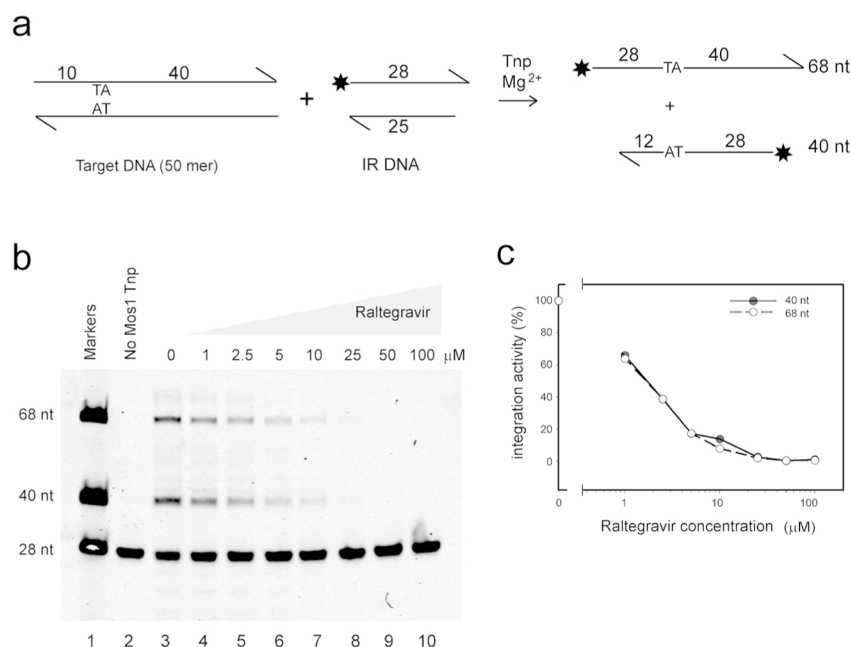 a
10 40
TA
AT
Target DNA (50 mer)
+
28
25
IR DNA
Tnp
Mg2+
28 TA 40 68 nt
+
12 AT 28 40 nt
b
Markers
No Mos1 Tnp
Raltegravir
0 1 2.5 5 10 25 50 100 μM
68 nt
40 nt
28 nt
1 2 3 4 5 6 7 8 9 10
c
integration activity (%)
100
80
60
40
20
0
40 nt
68 nt
0 1 10 100
Raltegravir concentration (μM)